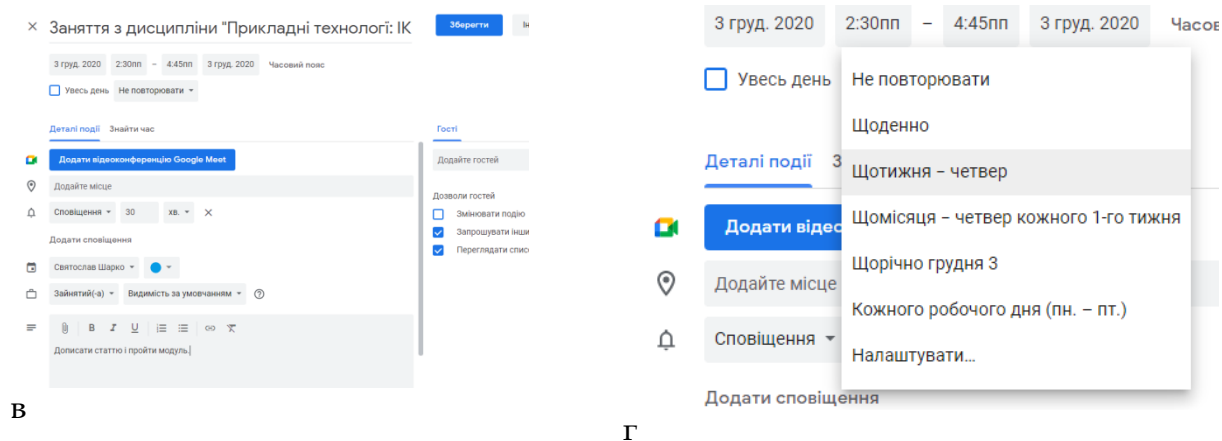 × Заняття з дисципліни "Прикладні технології: ІК
Зберегти
3 груд. 2020 2:30пп – 4:45пп 3 груд. 2020 Часовий пояс
Увесь день Не повторювати
Деталі події Знайти час
Гості
Додати відеоконференцію Google Meet
Додайте гостей
Додайте місце
Дозволи гостей
Сповіщення 30 хв. ×
Змінювати подію
Запрошувати інши
Додати сповіщення
Переглядати списо
Святослав Шарко
Зайнятий(-а) Видимість за умовчанням
B I U
Дописати статтю і пройти модуль.
в
3 груд. 2020 2:30пп – 4:45пп 3 груд. 2020 Часов
Увесь день
Не повторювати
Щоденно
Деталі події З
Щотижня – четвер
Щомісяця – четвер кожного 1-го тижня
Додати відео
Щорічно грудня 3
Додайте місце
Кожного робочого дня (пн. – пт.)
Сповіщення
Налаштувати...
Додати сповіщення
г